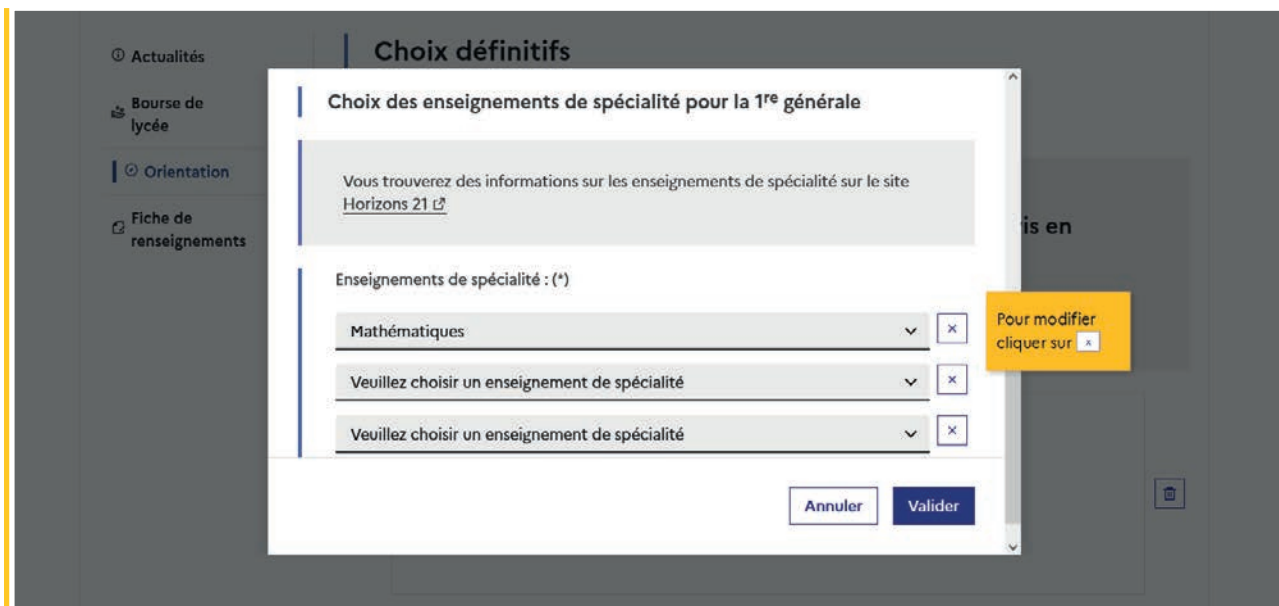 Actualités
Bourse de
lycée
Orientation
Fiche de
renseignements
Choix définitifs
Choix des enseignements de spécialité pour la 1re générale
Vous trouverez des informations sur les enseignements de spécialité sur le site
Horizons 21
is en
Enseignements de spécialité : (*)
Mathématiques
Veuillez choisir un enseignement de spécialité
Veuillez choisir un enseignement de spécialité
Pour modifier
cliquer sur x
Annuler Valider